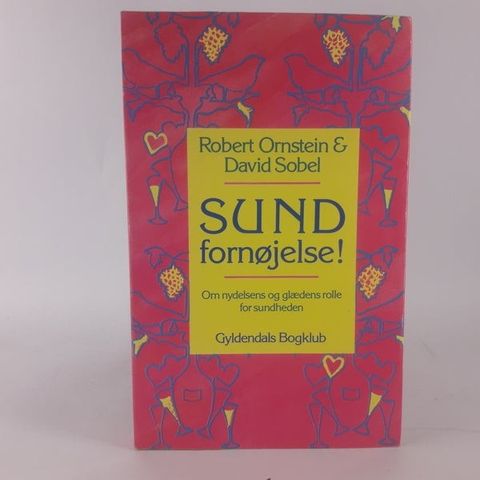 Robert Ornstein &
David Sobel
SUND
fornøjelse!
Om nydelsens og glædens rolle
for sundheden
Gyldendals Bogklub